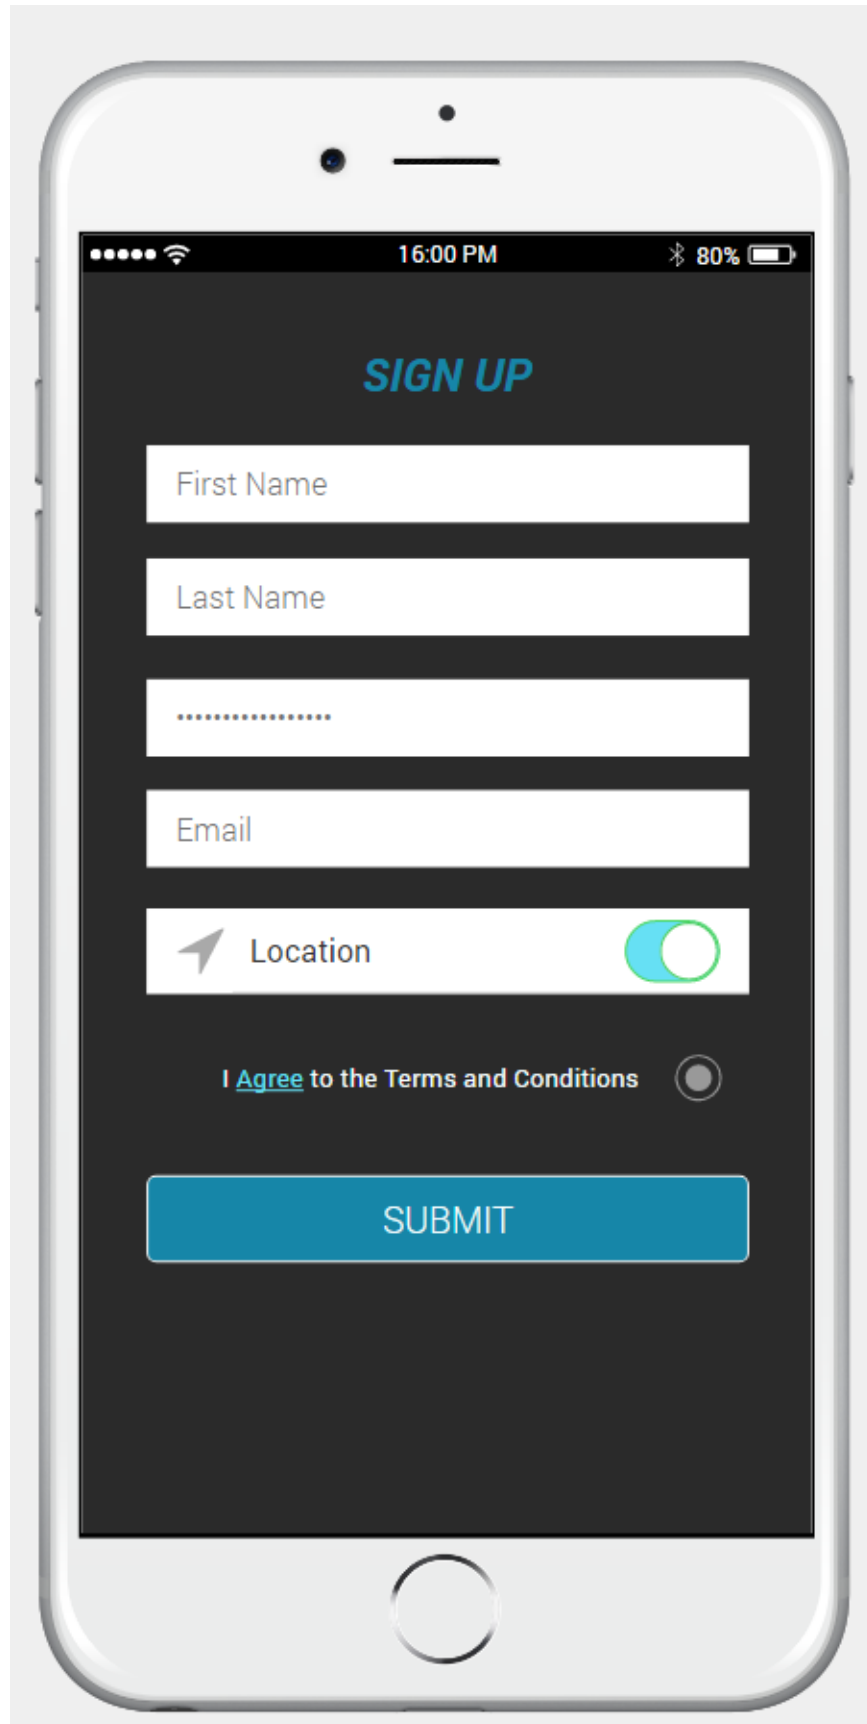 16:00 PM 80%
SIGN UP
First Name
Last Name
•••••••••••••••••
Email
Location
I Agree to the Terms and Conditions
SUBMIT